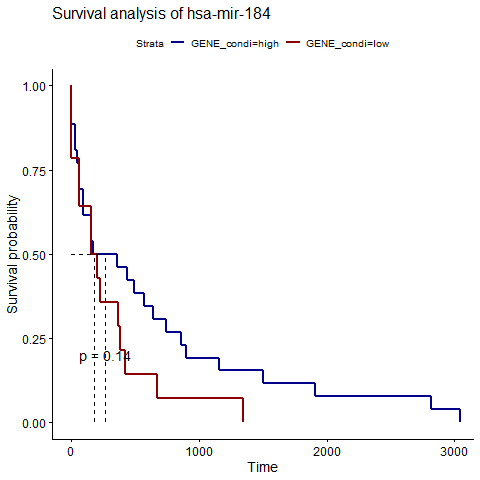 Survival analysis of hsa-mir-184
Strata GENE_condi=high GENE_condi=low
Survival probability
1.00
0.75
0.50
0.25
0.00
p = 0.14
0 1000 2000 3000
Time